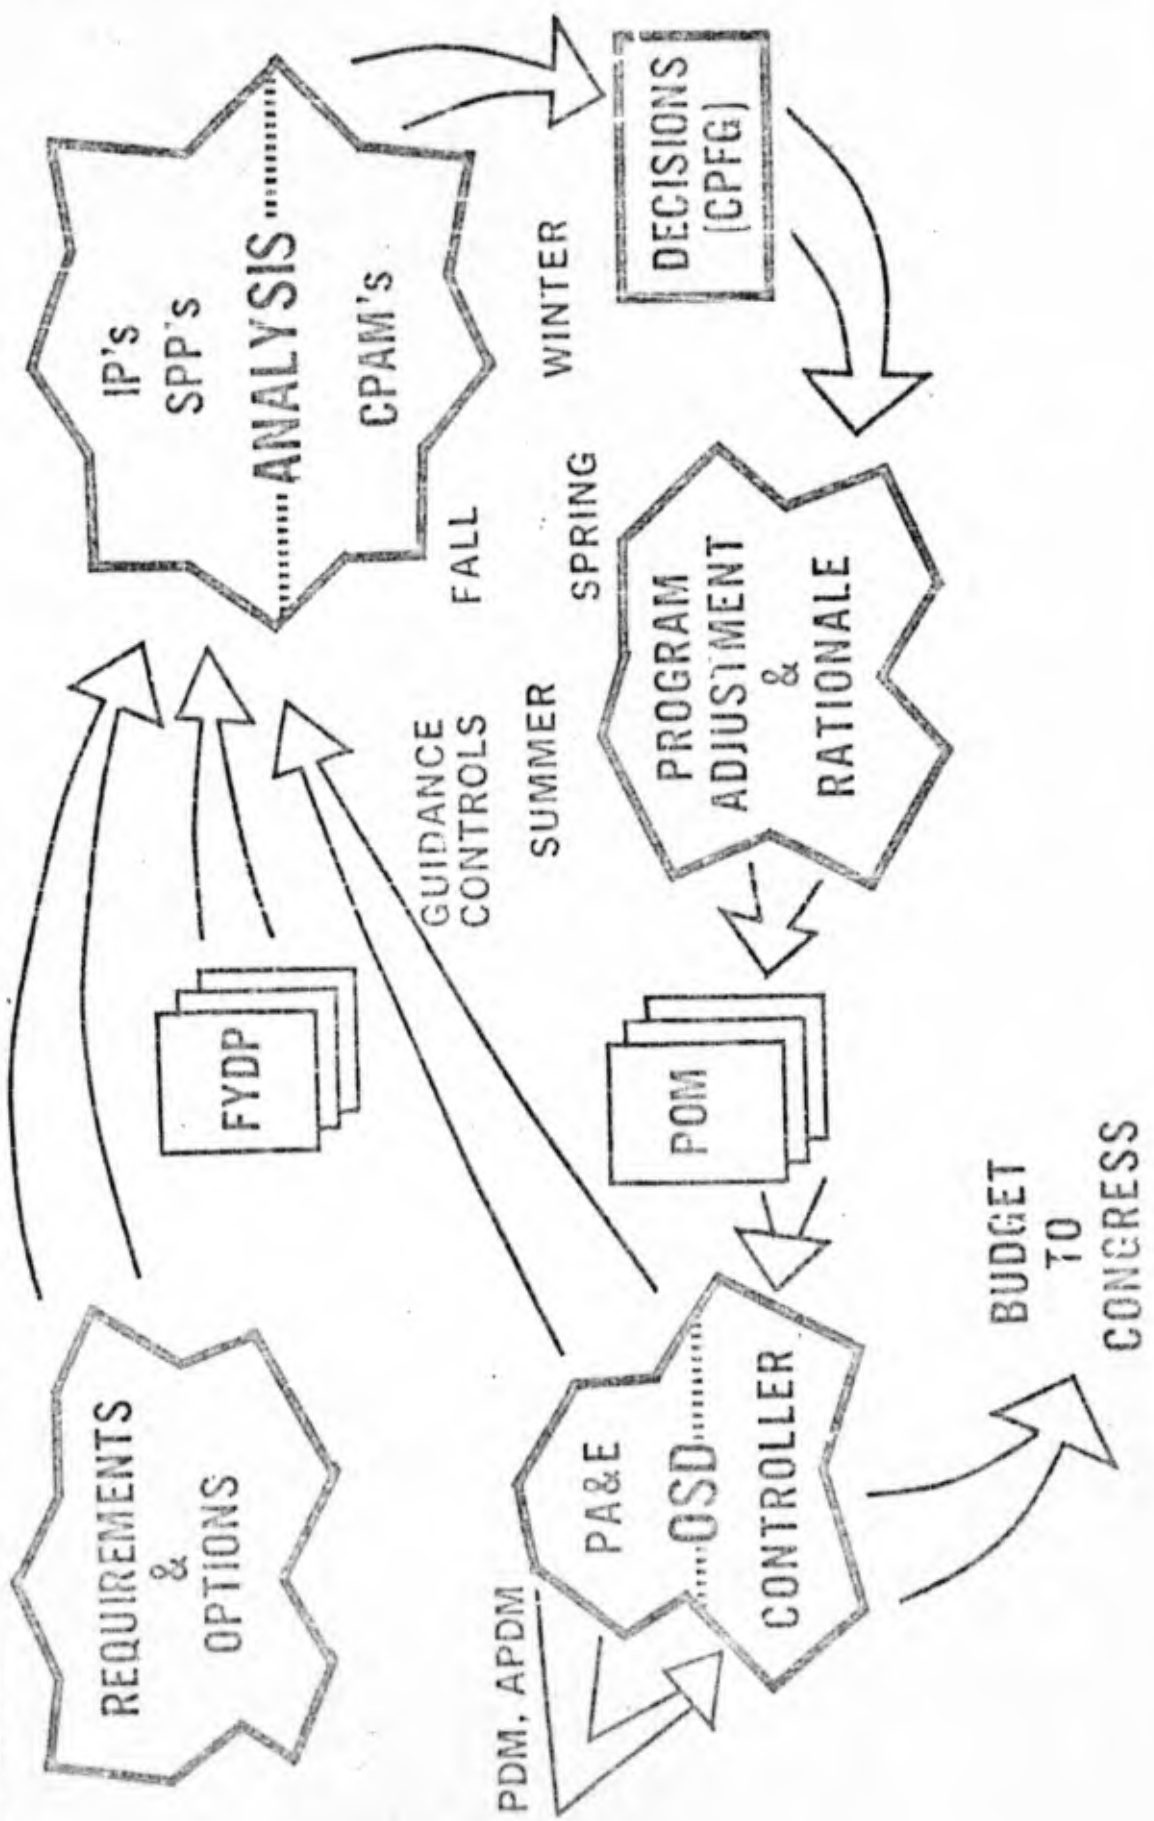 REQUIREMENTS
&
OPTIONS
FYDP
IP's
SPP's
ANALYSIS
CPAM's
FALL
WINTER
GUIDANCE
CONTROLS
SUMMER
SPRING
DECISIONS
(CPFG)
PDM, APDM
PA&E
OSD
CONTROLLER
POM
PROGRAM
ADJUSTMENT
&
RATIONALE
BUDGET
TO
CONGRESS